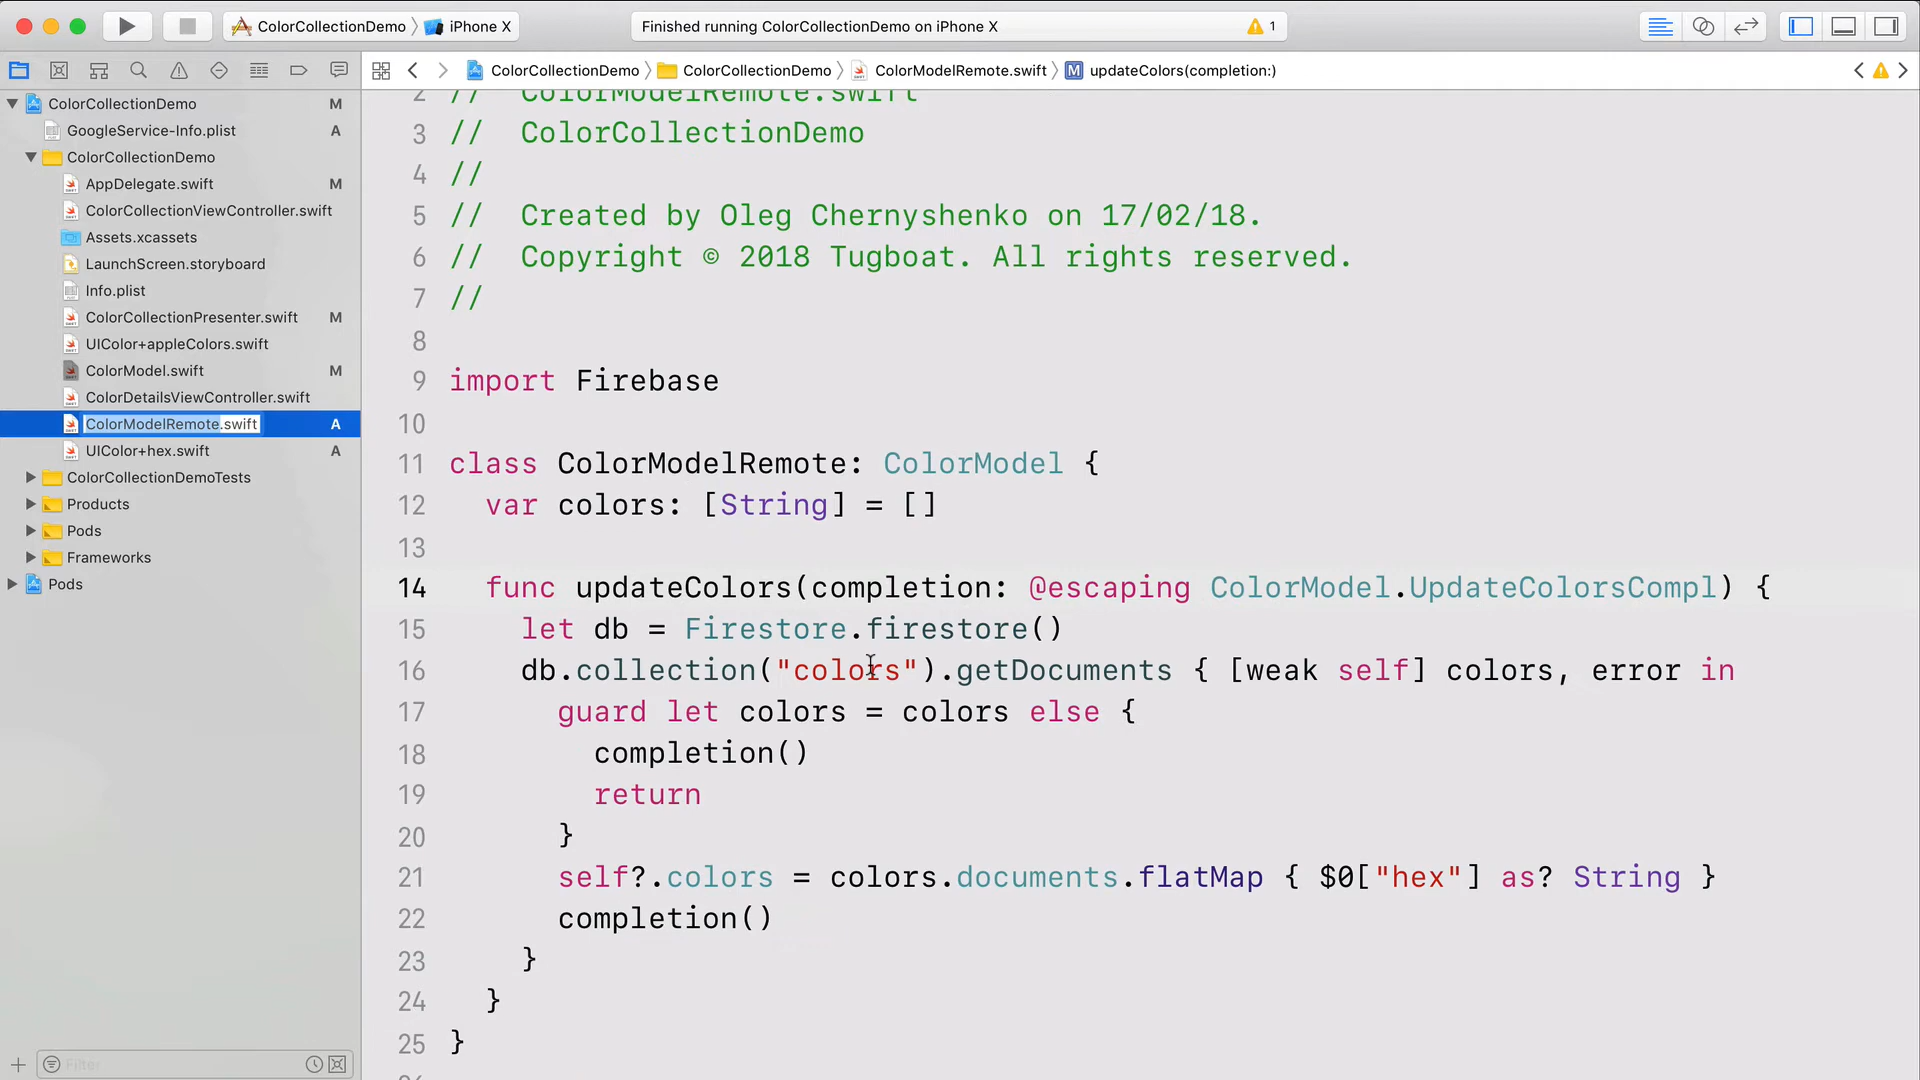 ColorCollectionDemo iPhone X
Finished running ColorCollectionDemo on iPhone X 1
ColorCollectionDemo ColorCollectionDemo ColorModelRemote.swift M updateColors(completion:)
ColorCollectionDemo M
GoogleService-Info.plist A
ColorCollectionDemo
AppDelegate.swift M
ColorCollectionViewController.swift
Assets.xcassets
LaunchScreen.storyboard
Info.plist
ColorCollectionPresenter.swift M
UIColor+appleColors.swift
ColorModel.swift M
ColorDetailsViewController.swift
ColorModelRemote.swift A
UIColor+hex.swift A
ColorCollectionDemoTests
Products
Pods
Frameworks
Pods
Filter
2 // ColorModelRemote.swift
3 // ColorCollectionDemo
4 //
5 // Created by Oleg Chernyshenko on 17/02/18.
6 // Copyright © 2018 Tugboat. All rights reserved.
7 //
8
9 import Firebase
10
11 class ColorModelRemote: ColorModel {
12 var colors: [String] = []
13
14 func updateColors(completion: @escaping ColorModel.UpdateColorsCompl) {
15 let db = Firestore.firestore()
16 db.collection("colors").getDocuments { [weak self] colors, error in
17 guard let colors = colors else {
18 completion()
19 return
20 }
21 self?.colors = colors.documents.flatMap { $0["hex"] as? String }
22 completion()
23 }
24 }
25 }